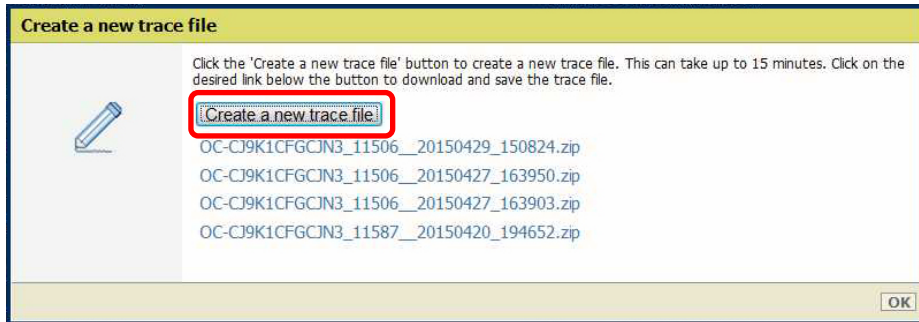 Create a new trace file
Click the 'Create a new trace file' button to create a new trace file. This can take up to 15 minutes. Click on the
desired link below the button to download and save the trace file.
Create a new trace file
OC-CJ9K1CFGCJN3_11506__20150429_150824.zip
OC-CJ9K1CFGCJN3_11506__20150427_163950.zip
OC-CJ9K1CFGCJN3_11506__20150427_163903.zip
OC-CJ9K1CFGCJN3_11587__20150420_194652.zip
OK